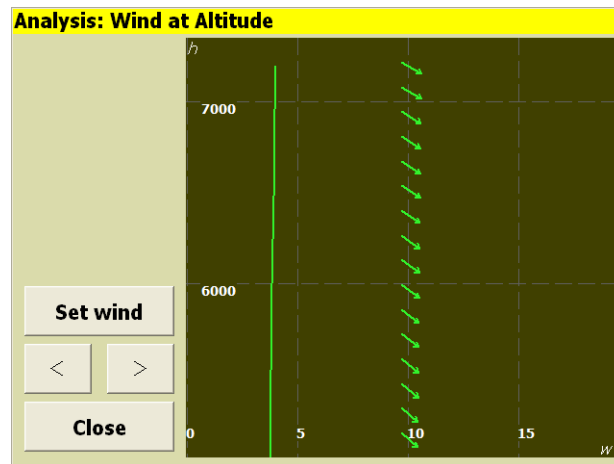 Analysis: Wind at Altitude
h
7000
6000
Set wind
< >
Close
0 5 10 15
w